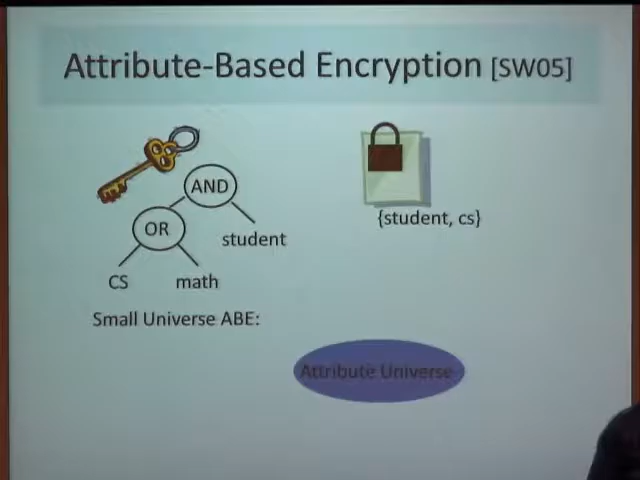 Attribute-Based Encryption [SW05]
AND
OR
student
CS
math
{student, cs}
Small Universe ABE:
Attribute Universe